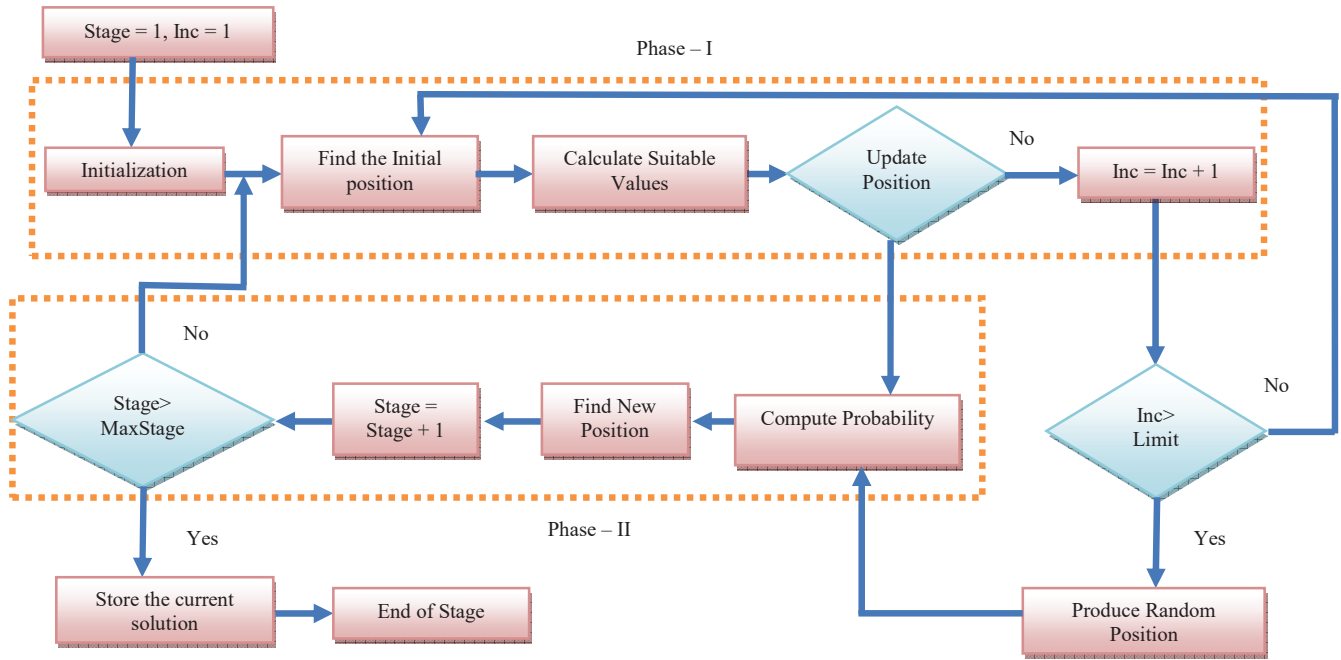 Stage = 1, Inc = 1
Phase – I
Initialization
Find the Initial
position
Calculate Suitable
Values
Update
Position
No
Inc = Inc + 1
No
Stage>
MaxStage
Stage =
Stage + 1
Find New
Position
Compute Probability
Inc>
Limit
No
Yes
Phase – II
Yes
Store the current
solution
End of Stage
Produce Random
Position